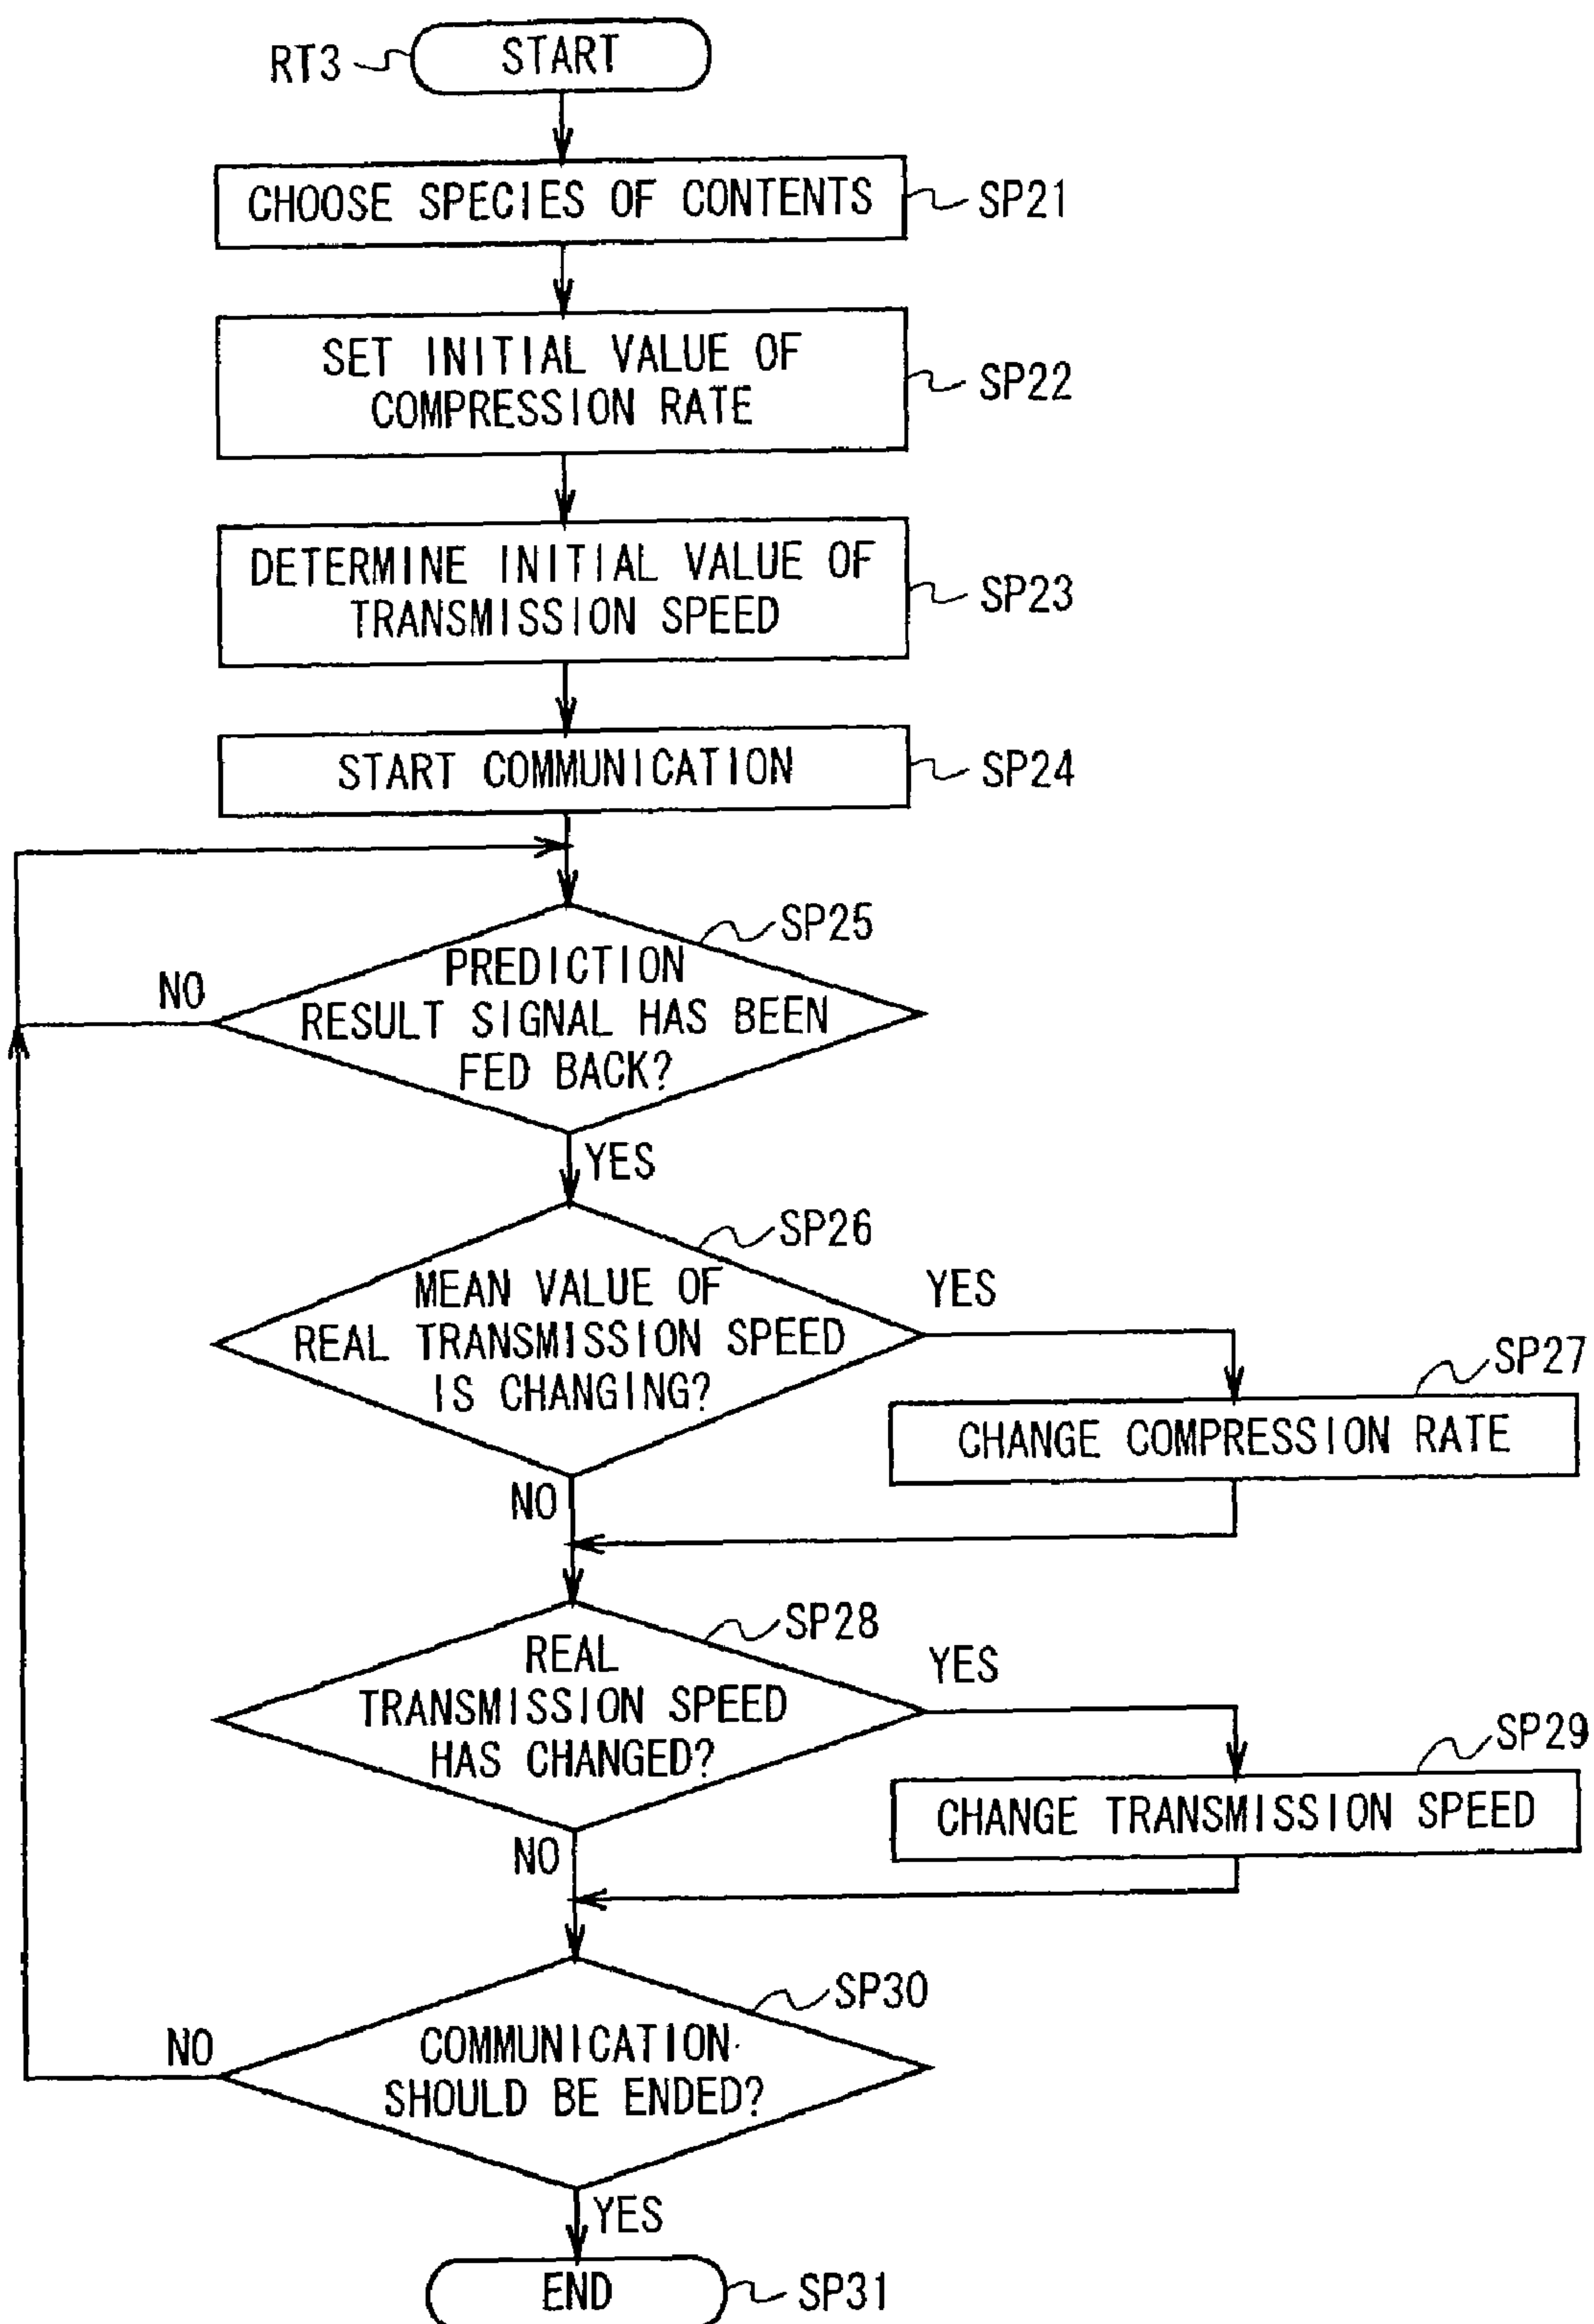 RT3
START
CHOOSE SPECIES OF CONTENTS
SP21
SET INITIAL VALUE OF
COMPRESSION RATE
SP22
DETERMINE INITIAL VALUE OF
TRANSMISSION SPEED
SP23
START COMMUNICATION
SP24
SP25
PREDICTION
RESULT SIGNAL HAS BEEN
FED BACK?
NO
YES
SP26
MEAN VALUE OF
REAL TRANSMISSION SPEED
IS CHANGING?
YES
SP27
CHANGE COMPRESSION RATE
NO
SP28
REAL
TRANSMISSION SPEED
HAS CHANGED?
YES
SP29
CHANGE TRANSMISSION SPEED
NO
SP30
COMMUNICATION
SHOULD BE ENDED?
NO
YES
END
SP31